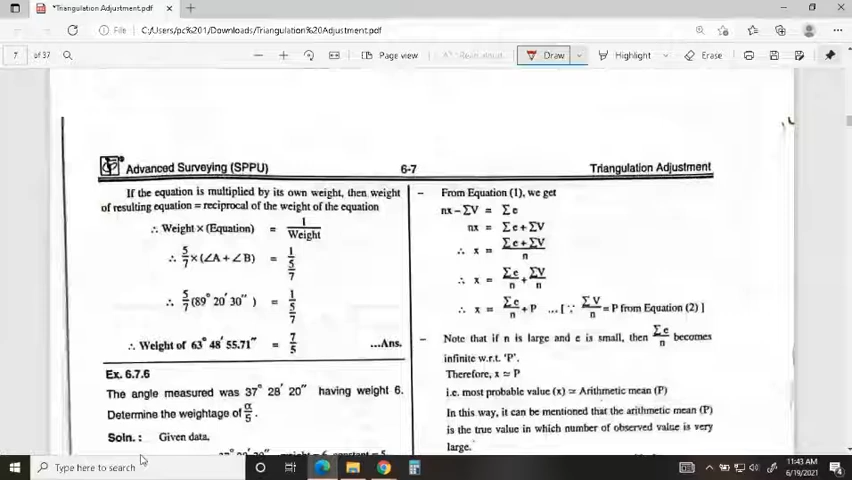 *Triangulation Adjustment.pdf
File
C:/Users/pc%201/Downloads/Triangulation%20Adjustment.pdf
7 of 37
Page view
Read aloud
Draw
Highlight
Erase
Advanced Surveying (SPPU)
6-7
Triangulation Adjustment
If the equation is multiplied by its own weight, then weight
of resulting equation = reciprocal of the weight of the equation
∴ Weight × (Equation) = 1/Weight
∴ 5/7 × (∠A + ∠B) = 1/(5/7)
∴ 5/7 (89° 20′ 30″ ) = 1/(5/7)
∴ Weight of 63° 48′ 55.71″ = 7/5 ...Ans.
Ex. 6.7.6
The angle measured was 37° 28′ 20″ having weight 6.
Determine the weightage of α/5.
Soln. : Given data,
– From Equation (1), we get
nx – ΣV = Σe
nx = Σe + ΣV
∴ x = (Σe + ΣV)/n
∴ x = Σe/n + ΣV/n
∴ x = Σe/n + P ...[ ∵ ΣV/n = P from Equation (2) ]
– Note that if n is large and e is small, then Σe/n becomes
infinite w.r.t. 'P'.
Therefore, x ≃ P
i.e. most probable value (x) ≃ Arithmetic mean (P)
In this way, it can be mentioned that the arithmetic mean (P)
is the true value in which number of observed value is very
large.
Type here to search
11:43 AM
6/19/2021